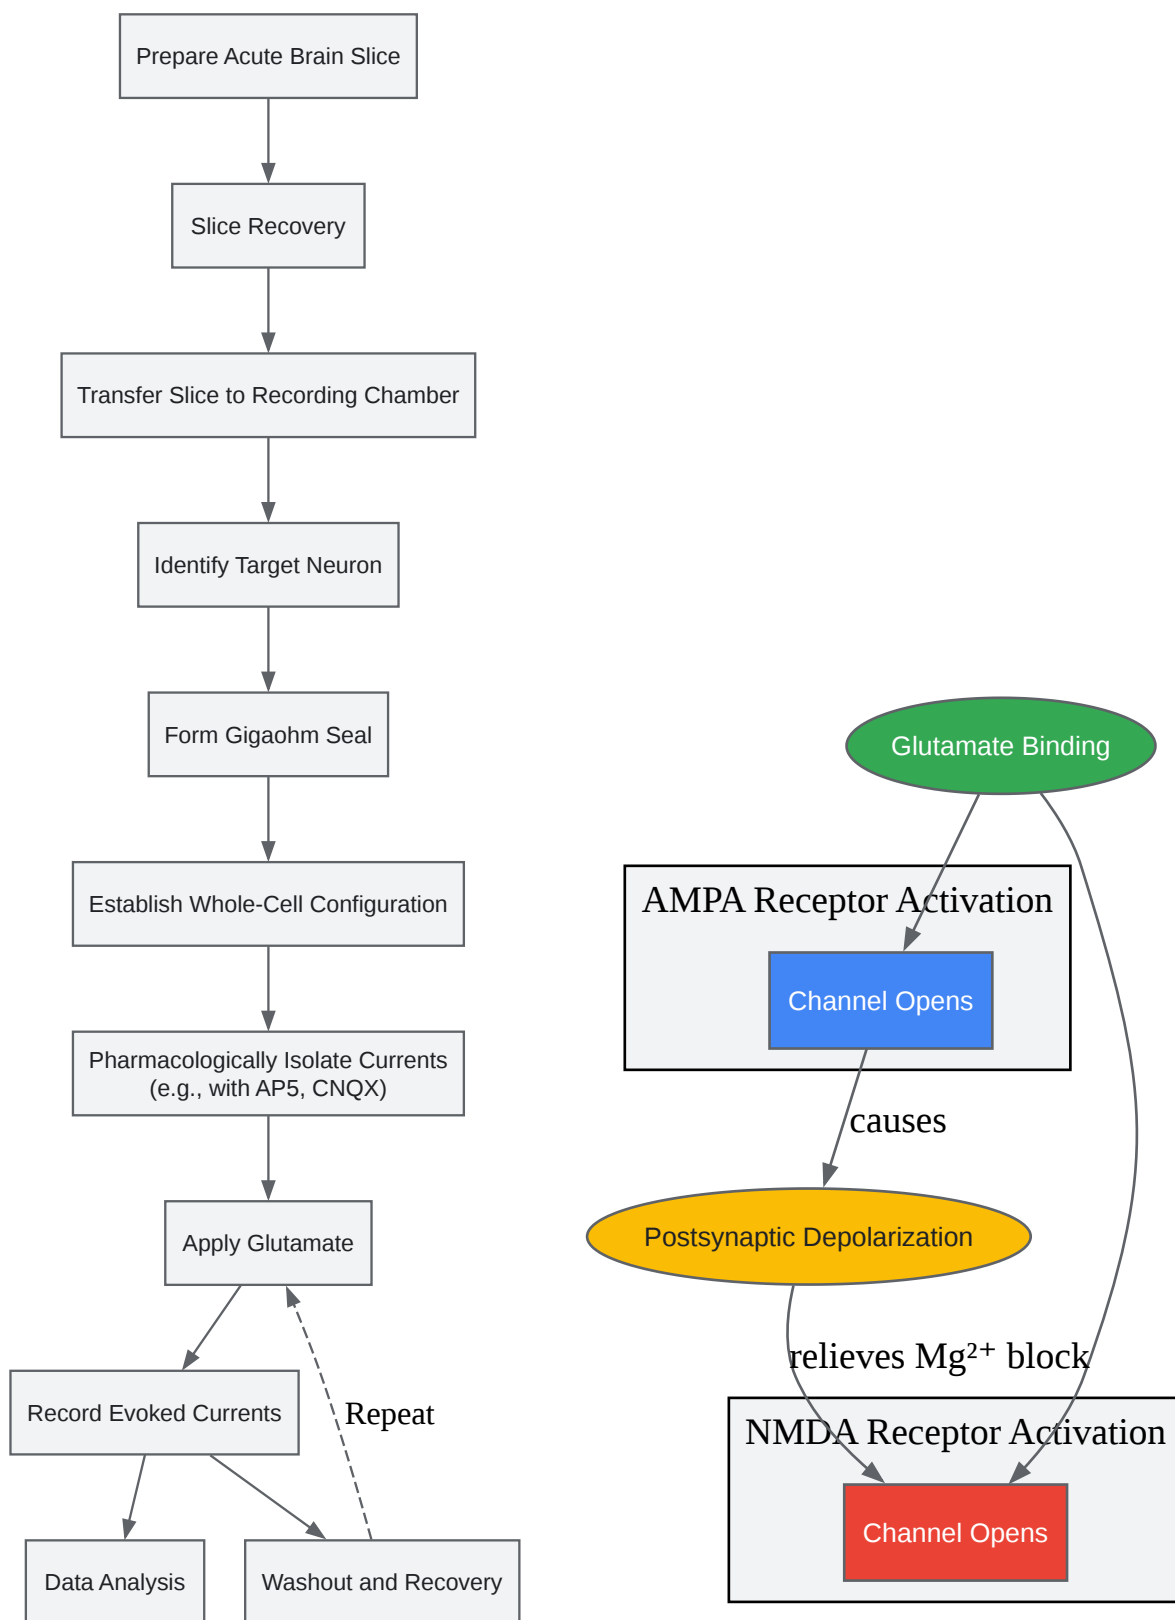 Prepare Acute Brain Slice
Slice Recovery
Transfer Slice to Recording Chamber
Identify Target Neuron
Form Gigaohm Seal
Establish Whole-Cell Configuration
Pharmacologically Isolate Currents
(e.g., with AP5, CNQX)
Apply Glutamate
Record Evoked Currents
Repeat
Data Analysis
Washout and Recovery
Glutamate Binding
AMPA Receptor Activation
Channel Opens
causes
Postsynaptic Depolarization
relieves Mg²⁺ block
NMDA Receptor Activation
Channel Opens